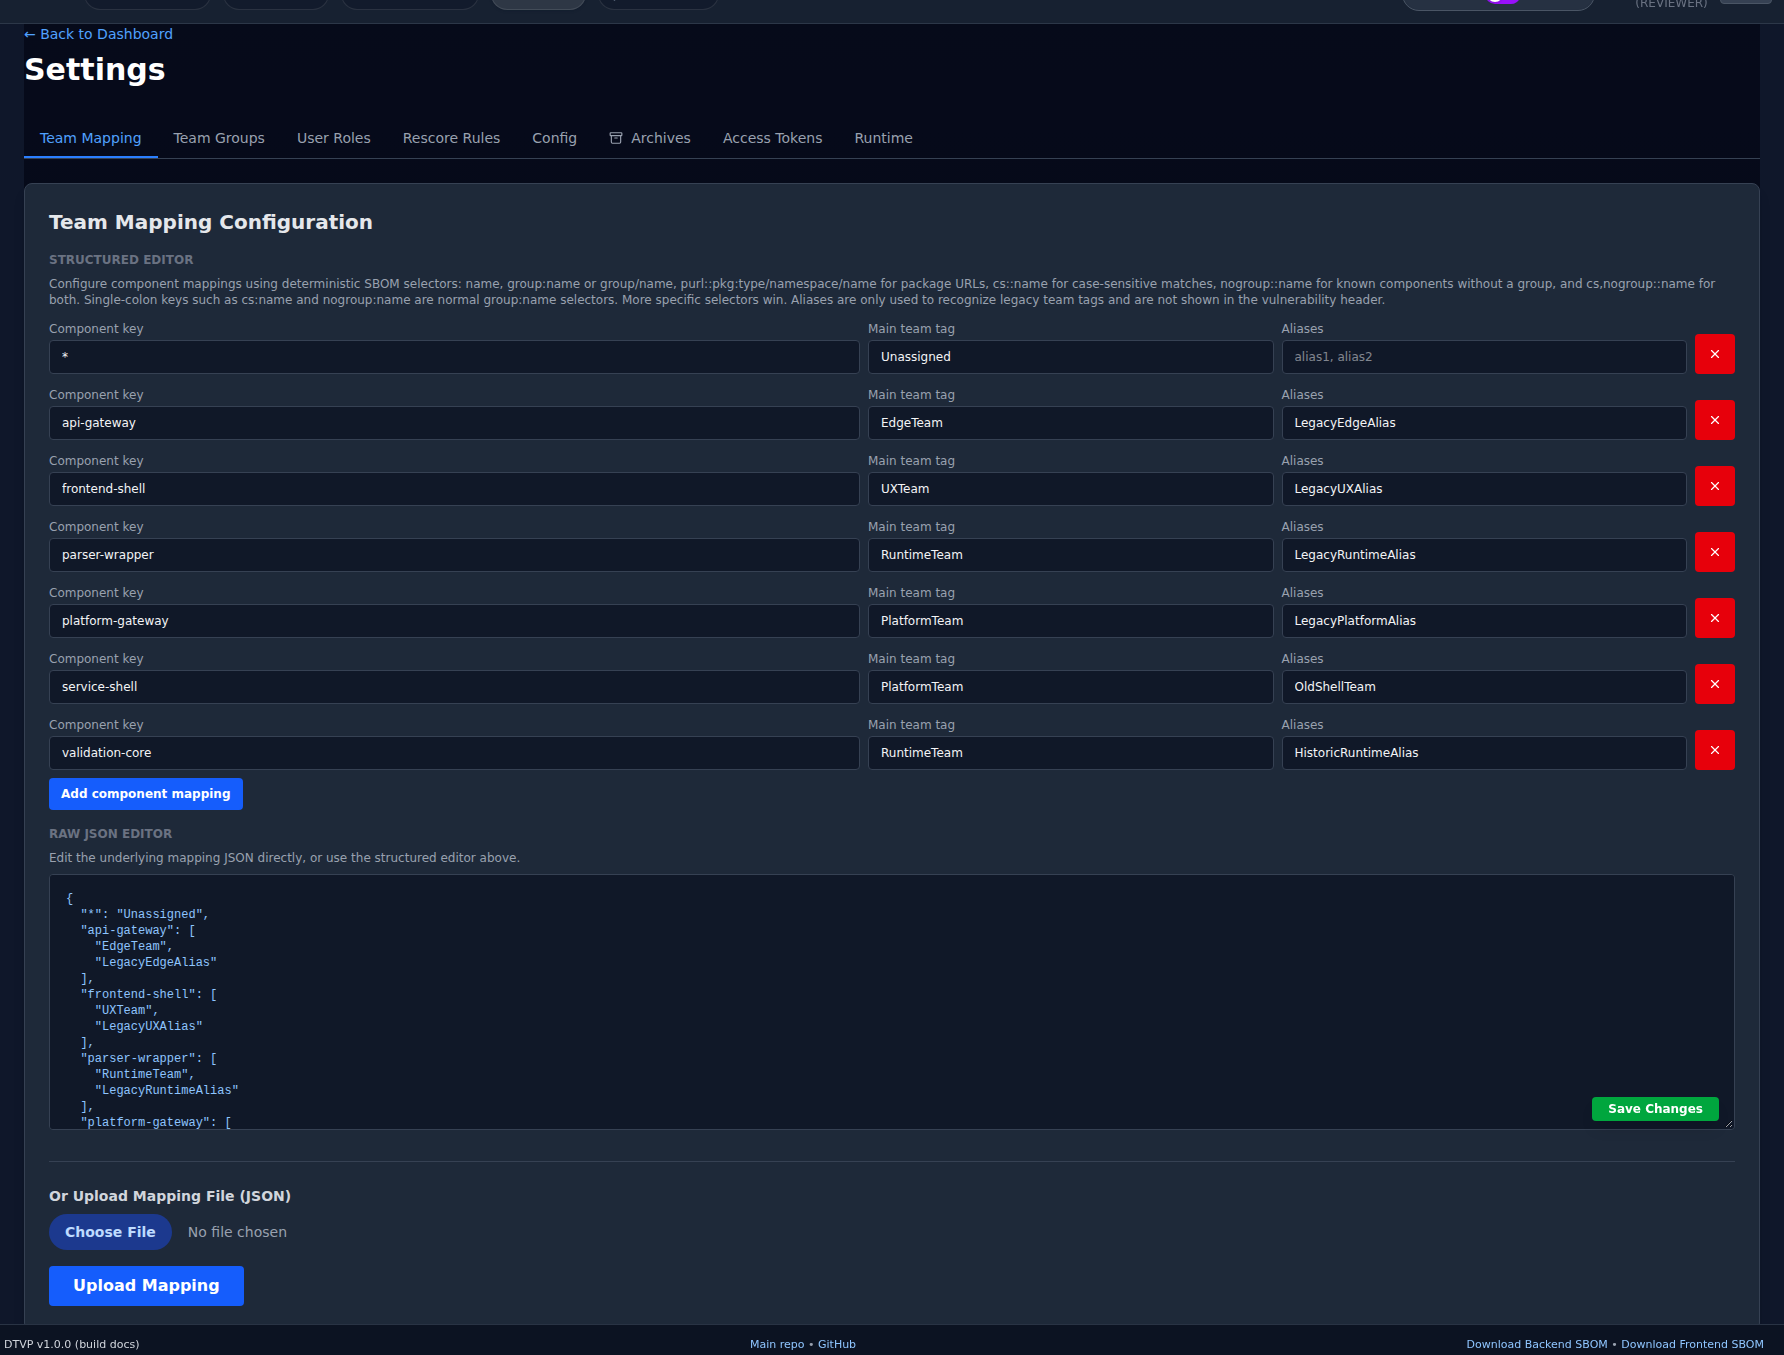 (REVIEWER)
← Back to Dashboard
Settings
Team Mapping Team Groups User Roles Rescore Rules Config Archives Access Tokens Runtime
Team Mapping Configuration
STRUCTURED EDITOR
Configure component mappings using deterministic SBOM selectors: name, group:name or group/name, purl::pkg:type/namespace/name for package URLs, cs::name for case-sensitive matches, nogroup::name for known components without a group, and cs,nogroup::name for
both. Single-colon keys such as cs:name and nogroup:name are normal group:name selectors. More specific selectors win. Aliases are only used to recognize legacy team tags and are not shown in the vulnerability header.
Component key Main team tag Aliases
* Unassigned alias1, alias2 ×
Component key Main team tag Aliases
api-gateway EdgeTeam LegacyEdgeAlias ×
Component key Main team tag Aliases
frontend-shell UXTeam LegacyUXAlias ×
Component key Main team tag Aliases
parser-wrapper RuntimeTeam LegacyRuntimeAlias ×
Component key Main team tag Aliases
platform-gateway PlatformTeam LegacyPlatformAlias ×
Component key Main team tag Aliases
service-shell PlatformTeam OldShellTeam ×
Component key Main team tag Aliases
validation-core RuntimeTeam HistoricRuntimeAlias ×
Add component mapping
RAW JSON EDITOR
Edit the underlying mapping JSON directly, or use the structured editor above.
{
"*": "Unassigned",
"api-gateway": [
"EdgeTeam",
"LegacyEdgeAlias"
],
"frontend-shell": [
"UXTeam",
"LegacyUXAlias"
],
"parser-wrapper": [
"RuntimeTeam",
"LegacyRuntimeAlias"
],
"platform-gateway": [
Save Changes
Or Upload Mapping File (JSON)
Choose File No file chosen
Upload Mapping
DTVP v1.0.0 (build docs) Main repo • GitHub Download Backend SBOM • Download Frontend SBOM